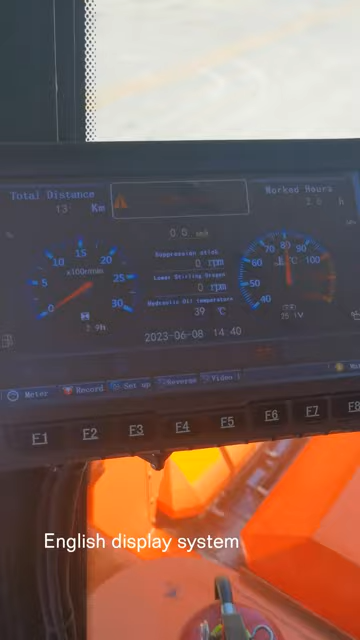 Total Distance
13 Km
Worked Hours
h
0.0
Suppression stick
0 rpm
Lower Stirling Dragon
0 rpm
Hydraulic Oil Temperature
39 ℃
0 5 10 15 20 25 30
x100r/min
40 50 60 70 80 90 100
℃
2023-06-08 14:40
Meter Record Set up Reverse Video
F1 F2 F3 F4 F5 F6 F7 F8
English display system